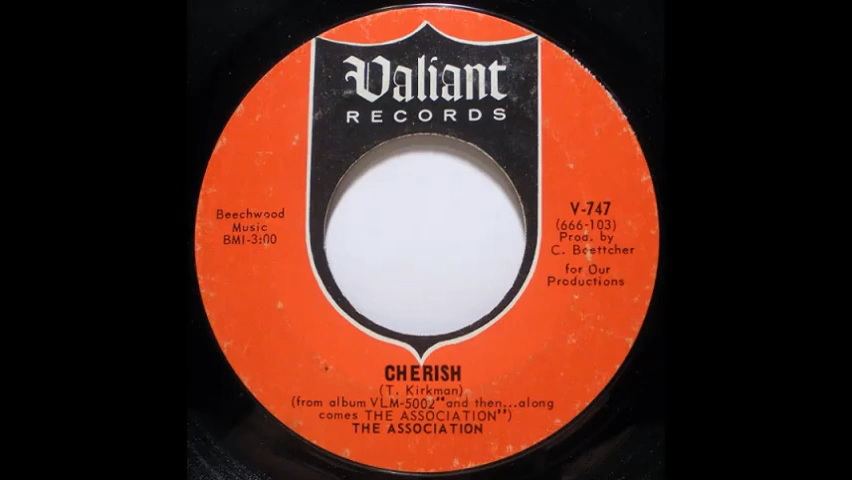 Valiant
RECORDS
Beechwood
Music
BMI-3:00
V-747
(666-103)
Prod. by
C. Boettcher
for Our
Productions
CHERISH
(T. Kirkman)
(from album VLM-5002 "and then...along
comes THE ASSOCIATION")
THE ASSOCIATION